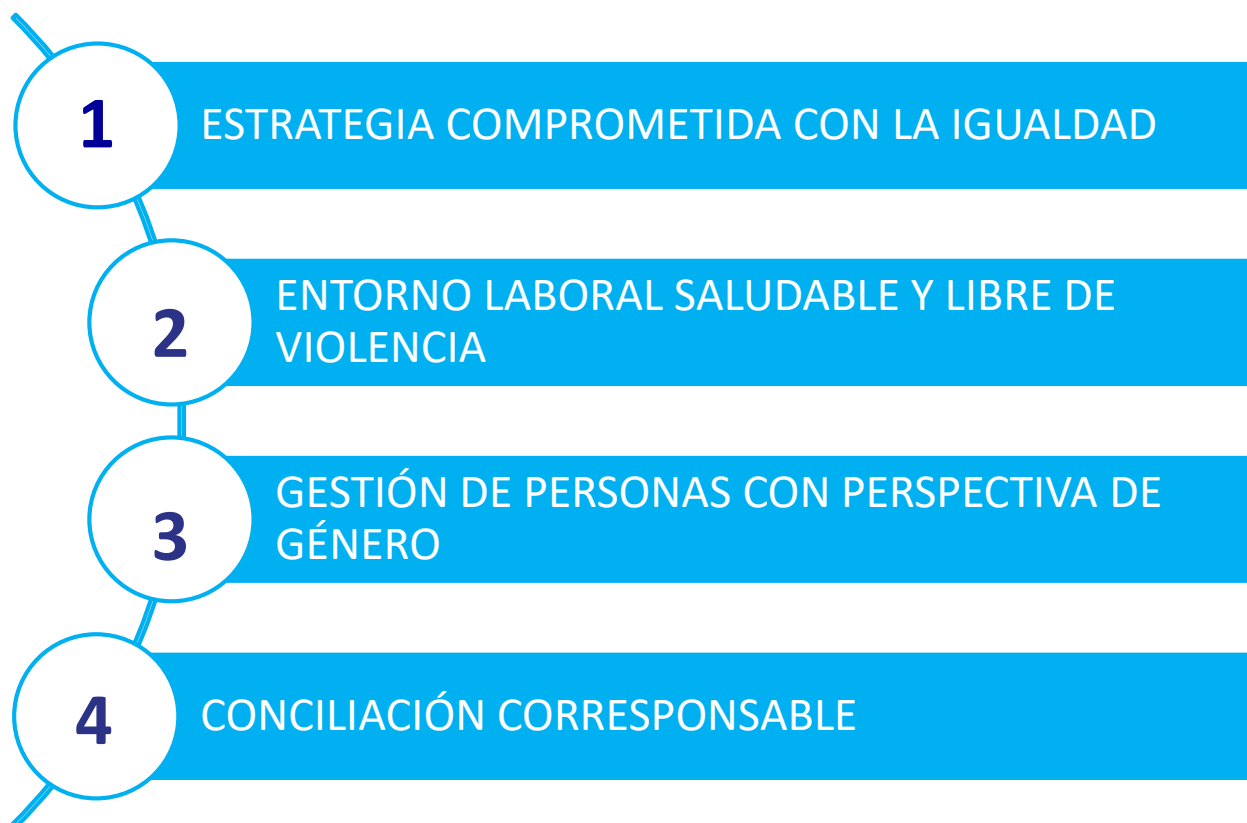 1
ESTRATEGIA COMPROMETIDA CON LA IGUALDAD
2
ENTORNO LABORAL SALUDABLE Y LIBRE DE
VIOLENCIA
3
GESTIÓN DE PERSONAS CON PERSPECTIVA DE
GÉNERO
4
CONCILIACIÓN CORRESPONSABLE